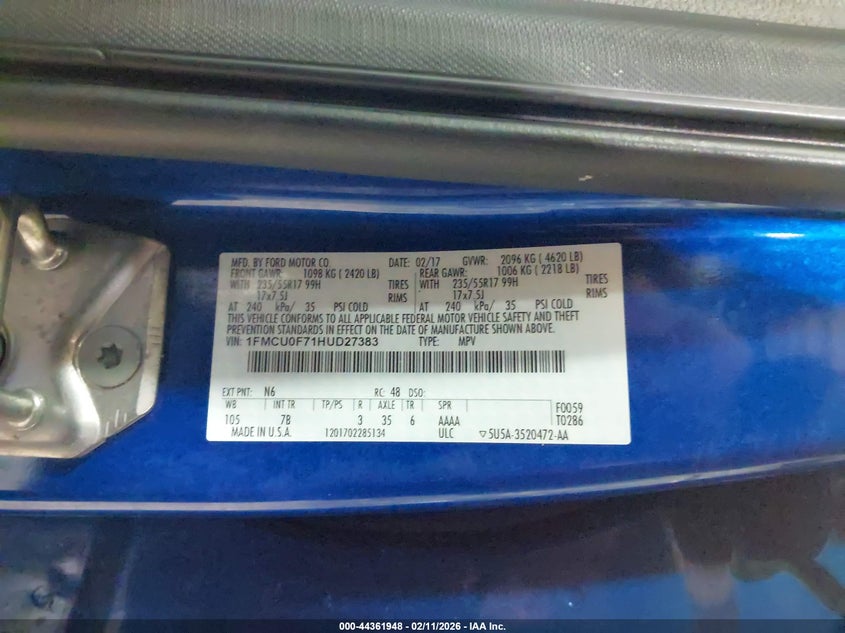 MFD. BY FORD MOTOR CO. DATE: 02/17 GVWR: 2096 KG ( 4620 LB)
FRONT GAWR: 1098 KG ( 2420 LB) REAR GAWR: 1006 KG ( 2218 LB)
WITH 235/55R17 99H TIRES WITH 235/55R17 99H TIRES
17x7.5J RIMS 17x7.5J RIMS
AT 240 kPa/ 35 PSI COLD AT 240 kPa/ 35 PSI COLD
THIS VEHICLE CONFORMS TO ALL APPLICABLE FEDERAL MOTOR VEHICLE SAFETY AND THEFT
PREVENTION STANDARDS IN EFFECT ON THE DATE OF MANUFACTURE SHOWN ABOVE.
VIN: 1FMCU0F71HUD27383 TYPE: MPV
EXT PNT: N6 RC: 48 DSO:
WB INT TR TP/PS R AXLE TR SPR F0059
105 7B 3 35 6 AAAA T0286
MADE IN U.S.A. 1201702285134 ULC ▽5U5A-3520472-AA
000-44361948 - 02/11/2026 - IAA Inc.